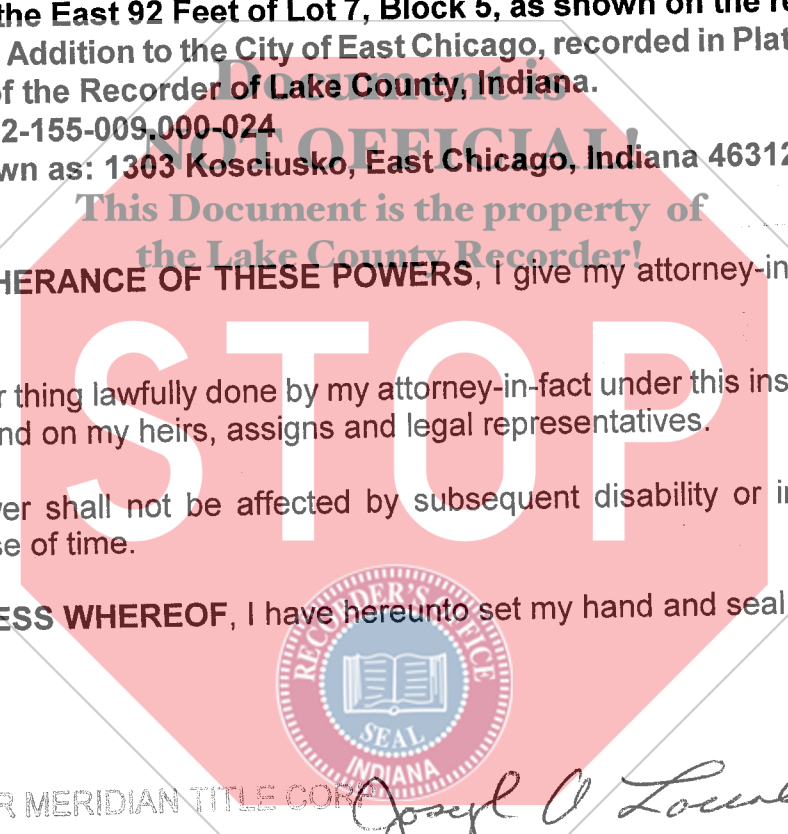 the East 92 Feet of Lot 7, Block 5, as shown on the re
Addition to the City of East Chicago, recorded in Plat
Document is
f the Recorder of Lake County, Indiana.
2-155-009.000-024
NOT OFFICIAL!
wn as: 1303 Kosciusko, East Chicago, Indiana 46312
This Document is the property of
the Lake County Recorder!
HERANCE OF THESE POWERS, I give my attorney-in
STOP
r thing lawfully done by my attorney-in-fact under this ins
nd on my heirs, assigns and legal representatives.
er shall not be affected by subsequent disability or i
se of time.
ESS WHEREOF, I have hereunto set my hand and seal
RECORDER'S OFFICE
SEAL
INDIANA
R MERIDIAN TITLE CORP
Joseph O